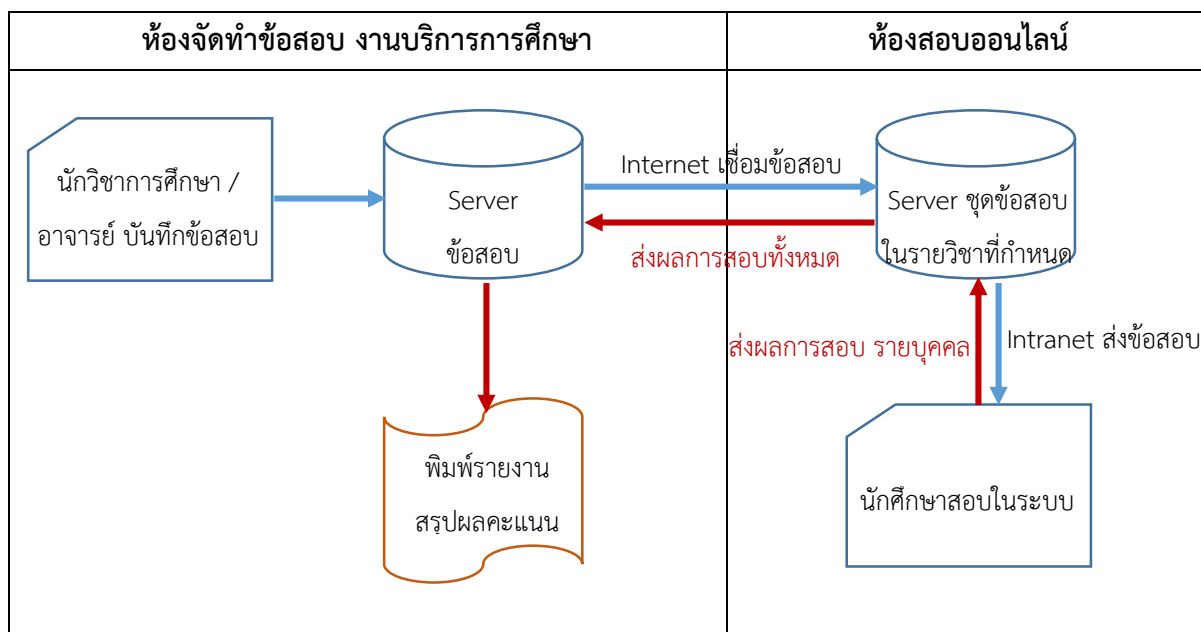 ห้องจัดทำข้อสอบ งานบริการการศึกษา
ห้องสอบออนไลน์
นักวิชาการศึกษา /
อาจารย์ บันทึกข้อสอบ
Server
ข้อสอบ
Internet เชื่อมข้อสอบ
ส่งผลการสอบทั้งหมด
Server ชุดข้อสอบ
ในรายวิชาที่กำหนด
ส่งผลการสอบ รายบุคคล
Intranet ส่งข้อสอบ
พิมพ์รายงาน
สรุปผลคะแนน
นักศึกษาสอบในระบบ